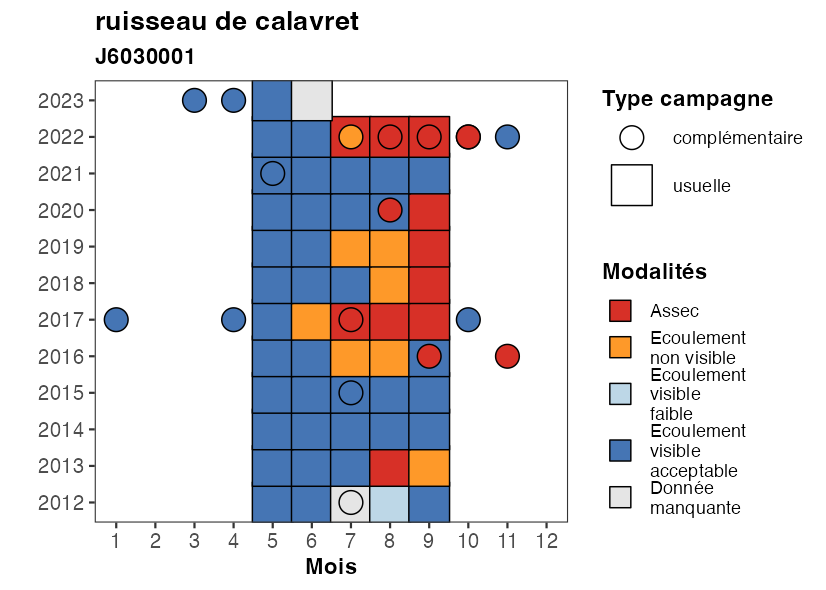 ruisseau de calavret
J6030001
2023
2022
2021
2020
2019
2018
2017
2016
2015
2014
2013
2012
1 2 3 4 5 6 7 8 9 10 11 12
Mois
Type campagne
complémentaire
usuelle
Modalités
Assec
Ecoulement
non visible
Ecoulement
visible
faible
Ecoulement
visible
acceptable
Donnée
manquante